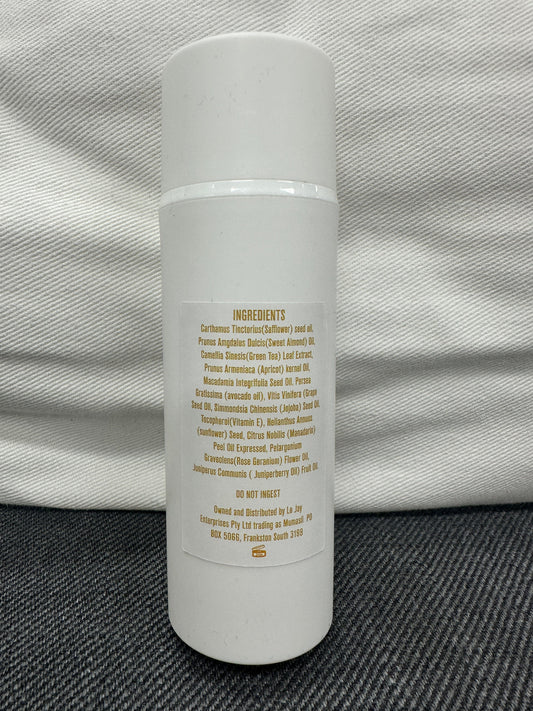 INGREDIENTS
Carthamus Tinctorius(Safflower) seed oil,
Prunus Amgdalus Dulcis(Sweet Almond) Oil,
Camellia Sinesis(Green Tea) Leaf Extract,
Prunus Armeniaca (Apricot) kernel Oil,
Macadamia Integrifolia Seed Oil, Persea
Gratissima (avocado oil), Vitis Vinifera (Grape
Seed Oil, Simmondsia Chinensis (Jojoba) Seed Oil,
Tocopherol(Vitamin E), Helianthus Annuus
(sunflower) Seed, Citrus Nobilis (Mandarin)
Peel Oil Expressed, Pelargonium
Graveolens(Rose Geranium) Flower Oil,
Juniperus Communis ( Juniperberry Oil) Fruit Oil.
DO NOT INGEST
Owned and Distributed by Lo Jay
Enterprises Pty Ltd trading as Mumasil PO
BOX 5066, Frankston South 3199